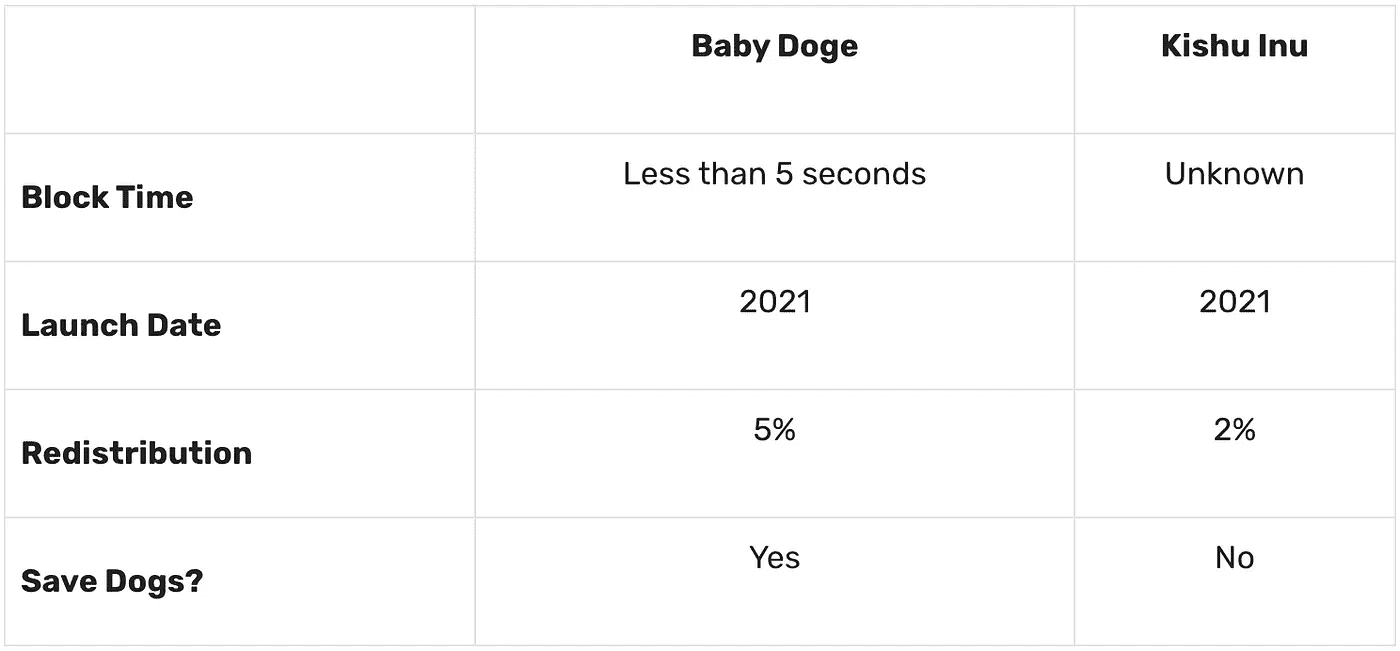 Baby Doge Kishu Inu
Block Time Less than 5 seconds Unknown
Launch Date 2021 2021
Redistribution 5% 2%
Save Dogs? Yes No